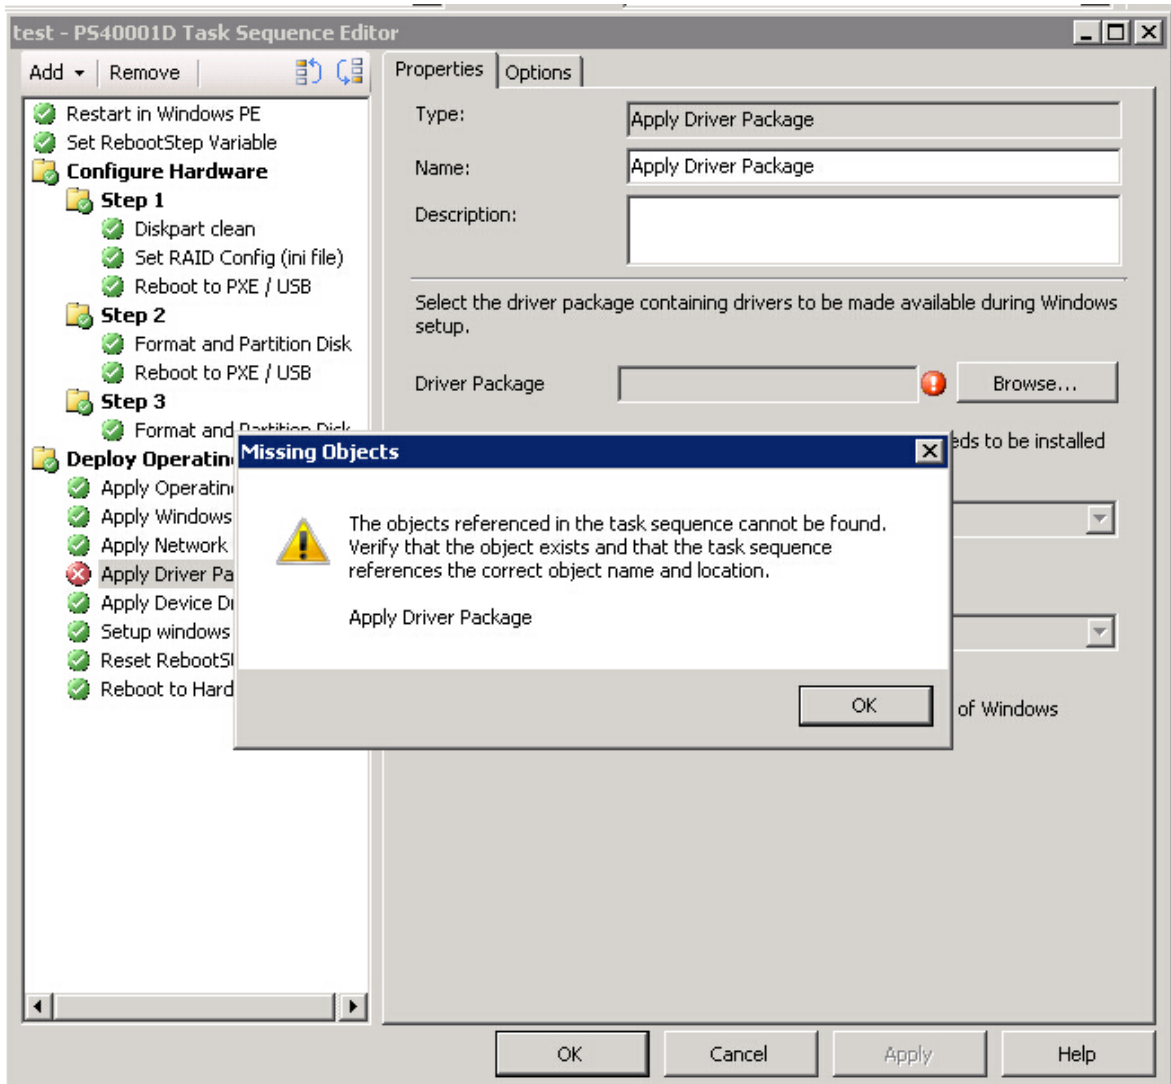 test - PS40001D Task Sequence Editor
Add
Remove
Restart in Windows PE
Set RebootStep Variable
Configure Hardware
Step 1
Diskpart clean
Set RAID Config (ini file)
Reboot to PXE / USB
Step 2
Format and Partition Disk
Reboot to PXE / USB
Step 3
Format and Partition Disk
Deploy Operatin
Apply Operatin
Apply Windows
Apply Network
Apply Driver Pa
Apply Device D
Setup windows
Reset RebootS
Reboot to Hard
Properties
Options
Type:
Apply Driver Package
Name:
Apply Driver Package
Description:
Select the driver package containing drivers to be made available during Windows
setup.
Driver Package
Browse...
eds to be installed
of Windows
Missing Objects
The objects referenced in the task sequence cannot be found.
Verify that the object exists and that the task sequence
references the correct object name and location.
Apply Driver Package
OK
OK
Cancel
Apply
Help